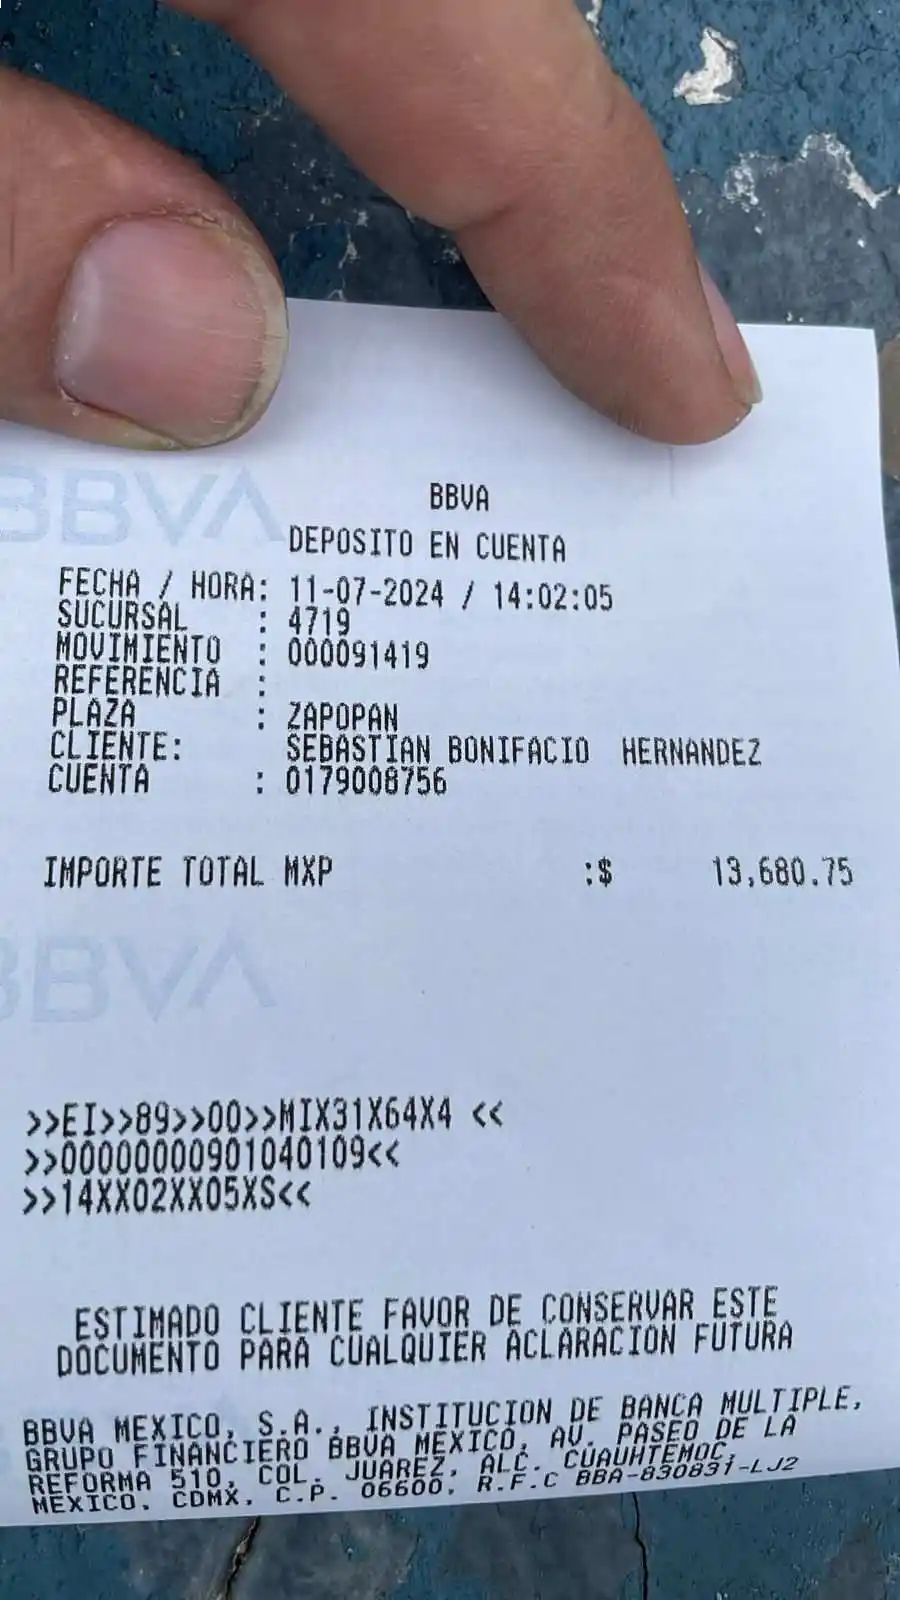 BBVA
BBVA
DEPOSITO EN CUENTA
FECHA / HORA: 11-07-2024 / 14:02:05
SUCURSAL : 4719
MOVIMIENTO : 000091419
REFERENCIA :
PLAZA : ZAPOPAN
CLIENTE: SEBASTIAN BONIFACIO HERNANDEZ
CUENTA : 0179008756
IMPORTE TOTAL MXP :$ 13,680.75
BBVA
>>EI>>89>>00>>MIX31X64X4 <<
>>00000000901040109<<
>>14XX02XX05XS<<
ESTIMADO CLIENTE FAVOR DE CONSERVAR ESTE
DOCUMENTO PARA CUALQUIER ACLARACION FUTURA
BBVA MEXICO, S.A., INSTITUCION DE BANCA MULTIPLE,
GRUPO FINANCIERO BBVA MEXICO, AV. PASEO DE LA
REFORMA 510, COL. JUAREZ, ALC. CUAUHTEMOC,
MEXICO, CDMX, C.P. 06600, R.F.C BBA-830831-LJ2